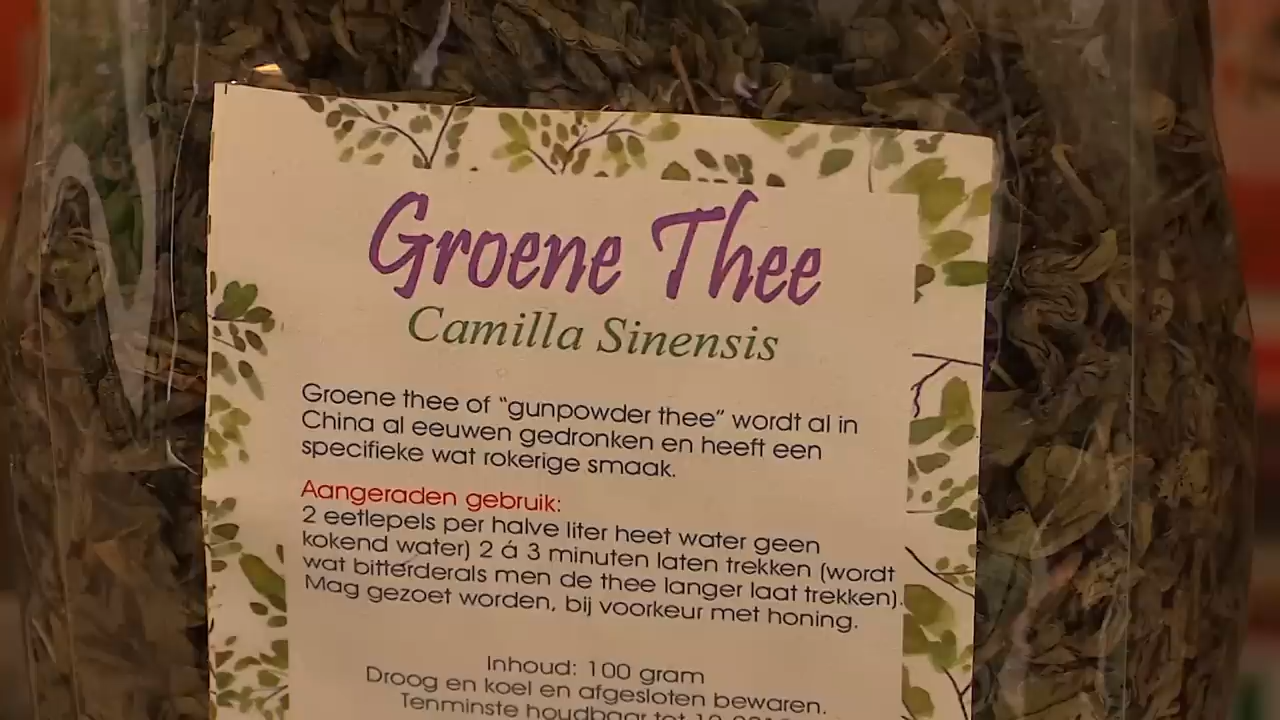 Groene Thee
Camilla Sinensis
Groene thee of "gunpowder thee" wordt al in
China al eeuwen gedronken en heeft een
specifieke wat rokerige smaak.
Aangeraden gebruik:
2 eetlepels per halve liter heet water geen
kokend water) 2 á 3 minuten laten trekken (wordt
wat bitterderals men de thee langer laat trekken).
Mag gezoet worden, bij voorkeur met honing.
Inhoud: 100 gram
Droog en koel en afgesloten bewaren.
Tenminste houdbaar tot